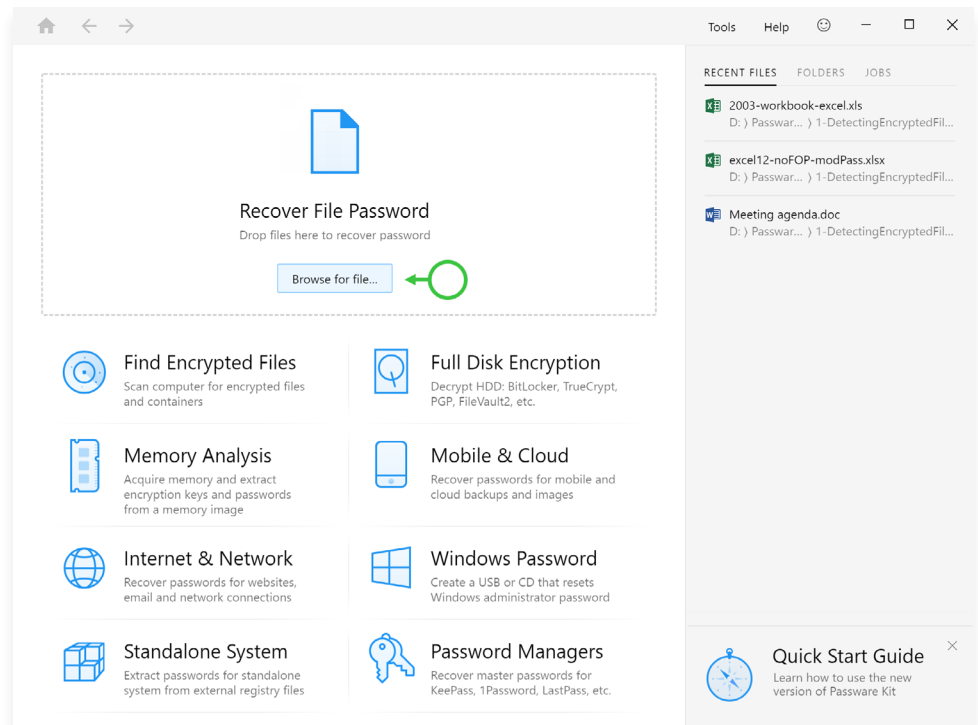 Tools Help
Recover File Password
Drop files here to recover password
Browse for file...
Find Encrypted Files
Scan computer for encrypted files
and containers
Full Disk Encryption
Decrypt HDD: BitLocker, TrueCrypt,
PGP, FileVault2, etc.
Memory Analysis
Acquire memory and extract
encryption keys and passwords
from a memory image
Mobile & Cloud
Recover passwords for mobile and
cloud backups and images
Internet & Network
Recover passwords for websites,
email and network connections
Windows Password
Create a USB or CD that resets
Windows administrator password
Standalone System
Extract passwords for standalone
system from external registry files
Password Managers
Recover master passwords for
KeePass, 1Password, LastPass, etc.
RECENT FILES FOLDERS JOBS
2003-workbook-excel.xls
D: ⟩ Passwar... ⟩ 1-DetectingEncryptedFil...
excel12-noFOP-modPass.xlsx
D: ⟩ Passwar... ⟩ 1-DetectingEncryptedFil...
Meeting agenda.doc
D: ⟩ Passwar... ⟩ 1-DetectingEncryptedFil...
Quick Start Guide
Learn how to use the new
version of Passware Kit